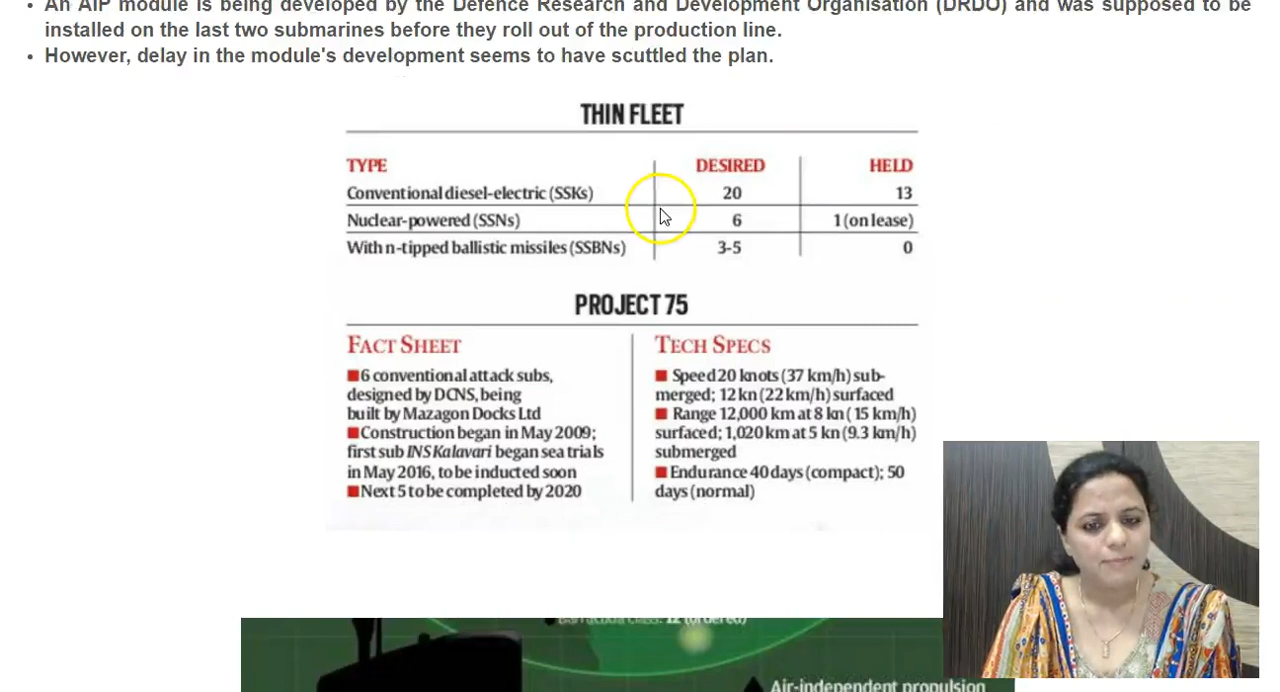 • An AIP module is being developed by the Defence Research and Development Organisation (DRDO) and was supposed to be
installed on the last two submarines before they roll out of the production line.
• However, delay in the module's development seems to have scuttled the plan.
THIN FLEET
TYPE DESIRED HELD
Conventional diesel-electric (SSKs) 20 13
Nuclear-powered (SSNs) 6 1 (on lease)
With n-tipped ballistic missiles (SSBNs) 3-5 0
PROJECT 75
FACT SHEET
■ 6 conventional attack subs,
designed by DCNS, being
built by Mazagon Docks Ltd
■ Construction began in May 2009;
first sub INS Kalavari began sea trials
in May 2016, to be inducted soon
■ Next 5 to be completed by 2020
TECH SPECS
■ Speed 20 knots (37 km/h) sub-
merged; 12 kn (22 km/h) surfaced
■ Range 12,000 km at 8 kn (15 km/h)
surfaced; 1,020 km at 5 kn (9.3 km/h)
submerged
■ Endurance 40 days (compact); 50
days (normal)
Barracuda Class: 12 (ordered)
Air-independent propulsion